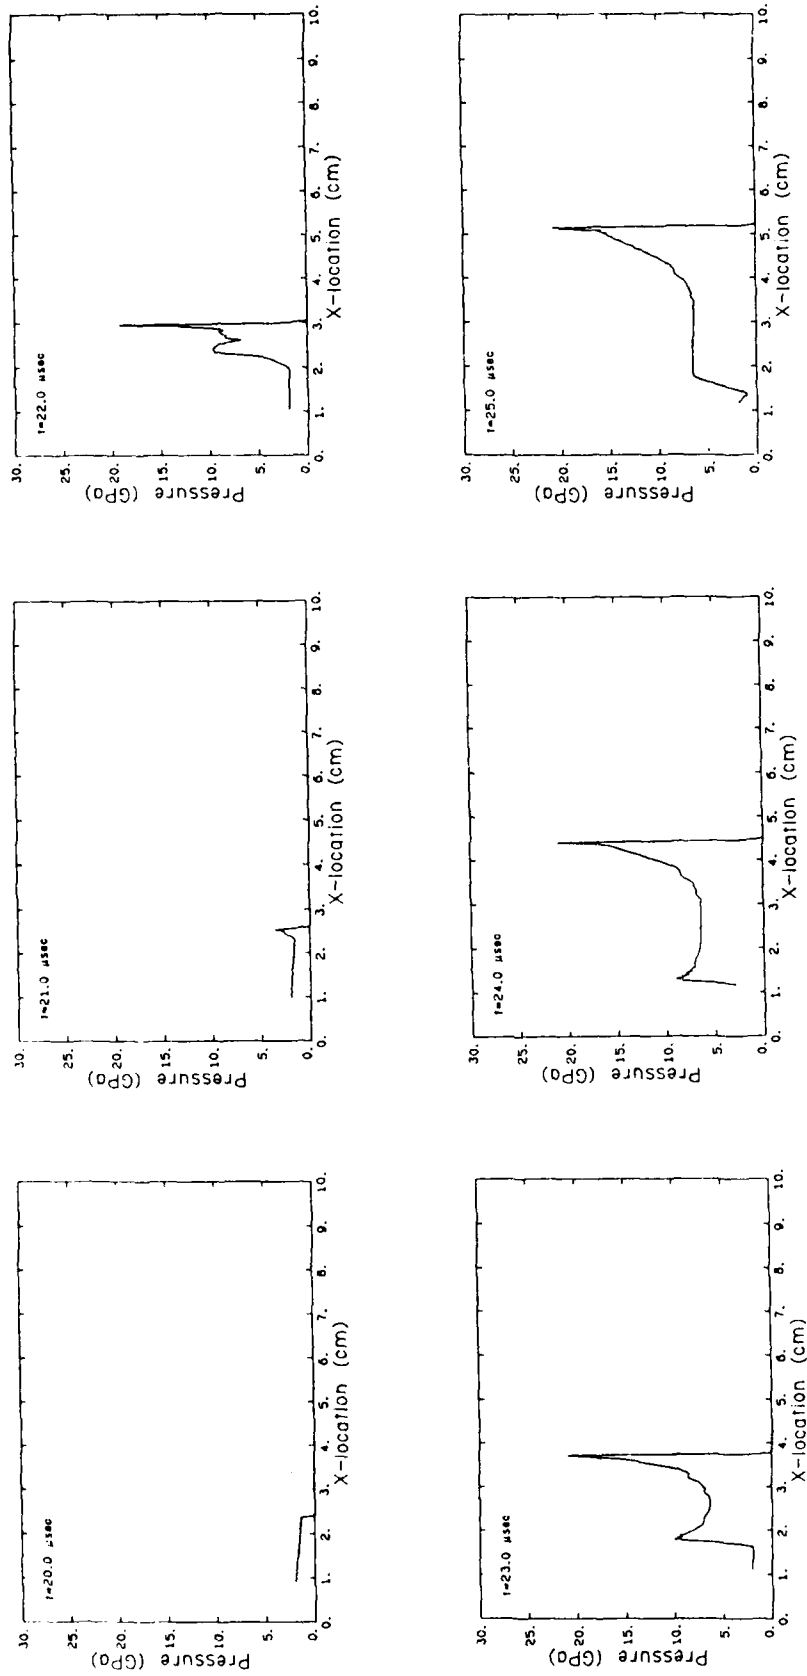 t=20.0 μsec
30.
25.
20.
15.
10.
5.
0.
Pressure (GPa)
0. 1. 2. 3. 4. 5. 6. 7. 8. 9. 10.
X-location (cm)
t=21.0 μsec
30.
25.
20.
15.
10.
5.
0.
Pressure (GPa)
0. 1. 2. 3. 4. 5. 6. 7. 8. 9. 10.
X-location (cm)
t=22.0 μsec
30.
25.
20.
15.
10.
5.
0.
Pressure (GPa)
0. 1. 2. 3. 4. 5. 6. 7. 8. 9. 10.
X-location (cm)
t=23.0 μsec
30.
25.
20.
15.
10.
5.
0.
Pressure (GPa)
0. 1. 2. 3. 4. 5. 6. 7. 8. 9. 10.
X-location (cm)
t=24.0 μsec
30.
25.
20.
15.
10.
5.
0.
Pressure (GPa)
0. 1. 2. 3. 4. 5. 6. 7. 8. 9. 10.
X-location (cm)
t=25.0 μsec
30.
25.
20.
15.
10.
5.
0.
Pressure (GPa)
0. 1. 2. 3. 4. 5. 6. 7. 8. 9. 10.
X-location (cm)